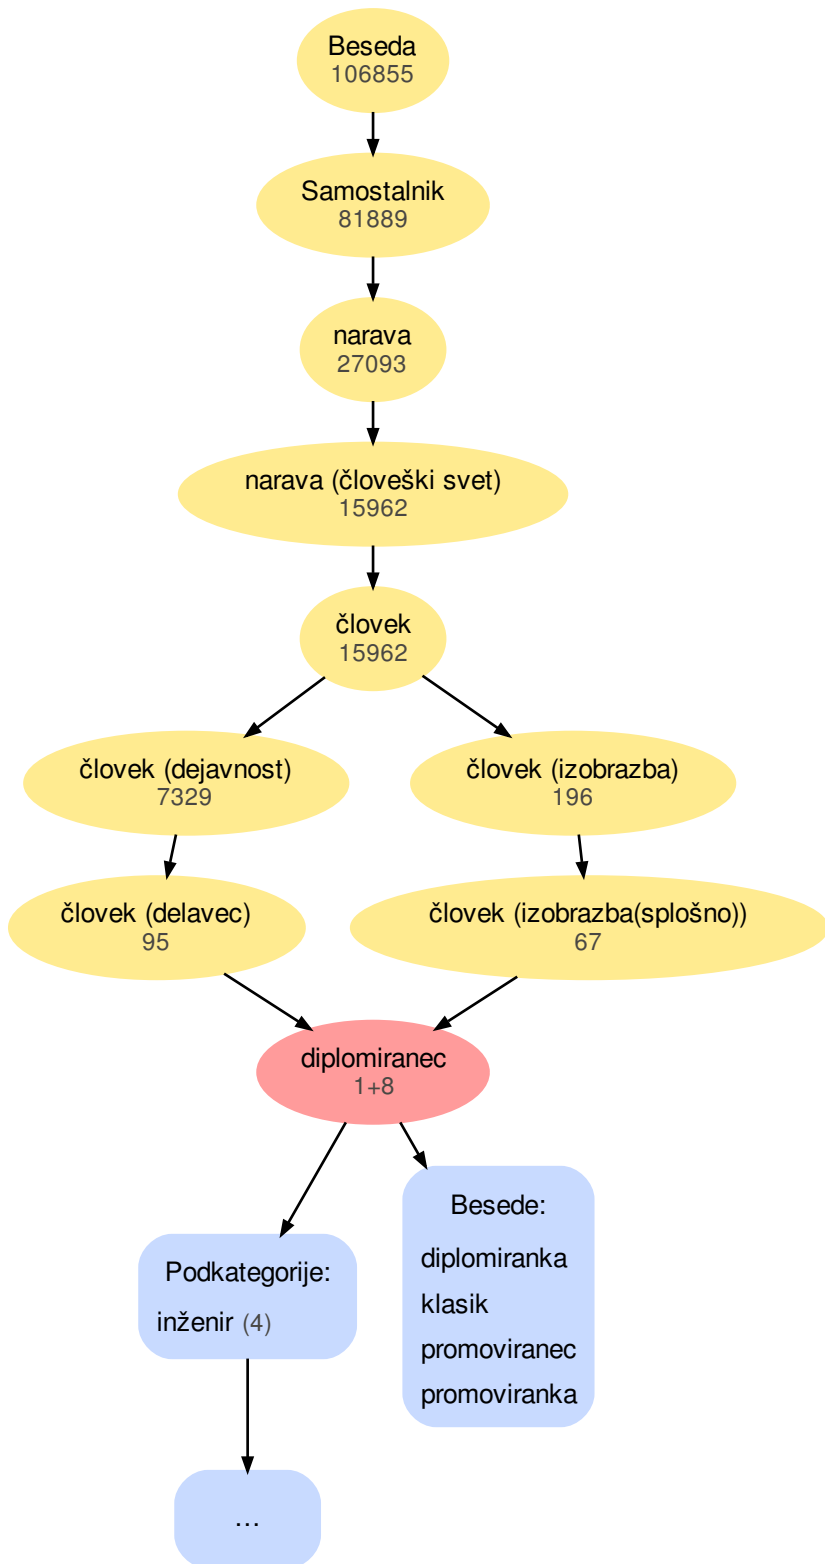 Beseda
106855
Samostalnik
81889
narava
27093
narava (človeški svet)
15962
človek
15962
človek (dejavnost)
7329
človek (izobrazba)
196
človek (delavec)
95
človek (izobrazba(splošno))
67
diplomiranec
1+8
Besede:
diplomiranka
klasik
promoviranec
promoviranka
Podkategorije:
inženir (4)
...